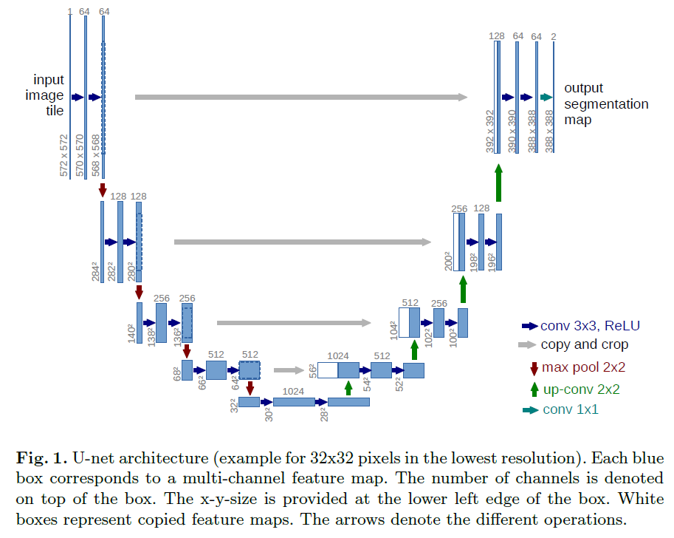 1 64 64
128 64 64 2
input
image
tile
output
segmentation
map
572 x 572
570 x 570
568 x 568
392 x 392
390 x 390
388 x 388
388 x 388
128 128
256 128
284²
282²
280²
200²
198²
196²
256 256
512 256
140²
138²
136²
104²
102²
100²
512 512
1024 512
68²
66²
64²
56²
54²
52²
1024
32²
30²
28²
conv 3x3, ReLU
copy and crop
max pool 2x2
up-conv 2x2
conv 1x1
Fig. 1. U-net architecture (example for 32x32 pixels in the lowest resolution). Each blue
box corresponds to a multi-channel feature map. The number of channels is denoted
on top of the box. The x-y-size is provided at the lower left edge of the box. White
boxes represent copied feature maps. The arrows denote the different operations.